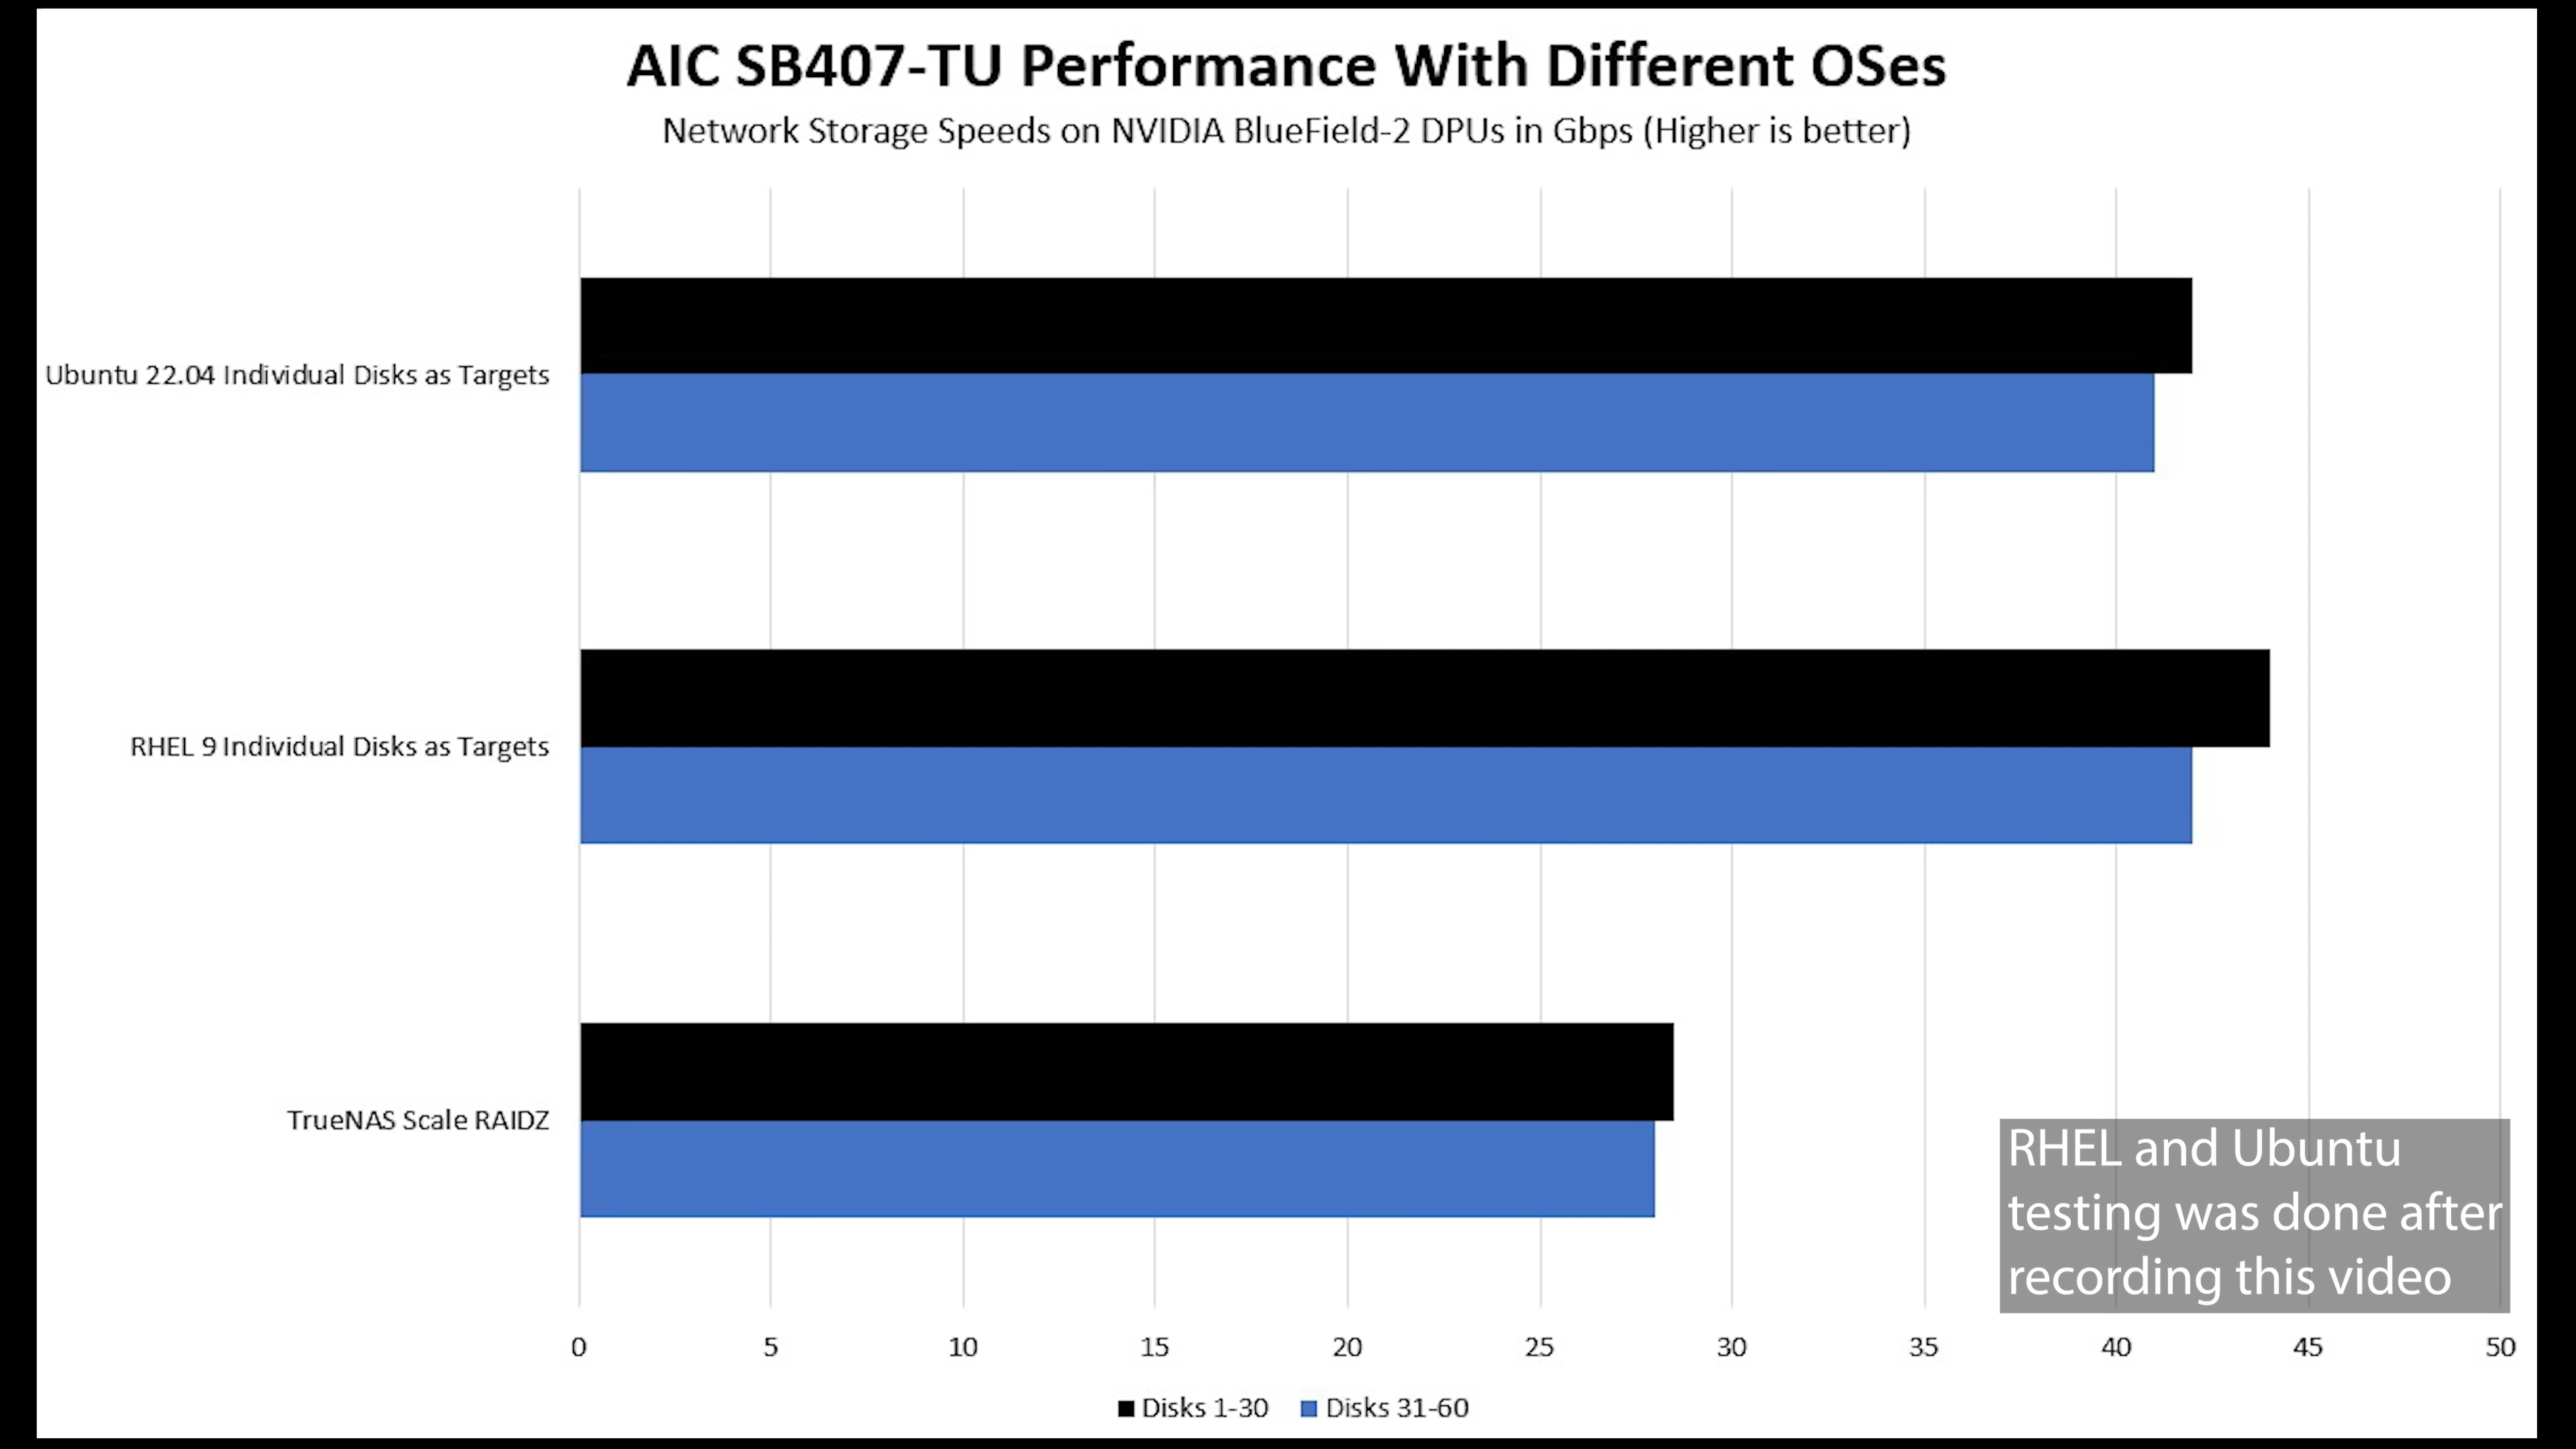 AIC SB407-TU Performance With Different OSes
Network Storage Speeds on NVIDIA BlueField-2 DPUs in Gbps (Higher is better)
Ubuntu 22.04 Individual Disks as Targets
RHEL 9 Individual Disks as Targets
TrueNAS Scale RAIDZ
RHEL and Ubuntu
testing was done after
recording this video
0 5 10 15 20 25 30 35 40 45 50
Disks 1-30 Disks 31-60